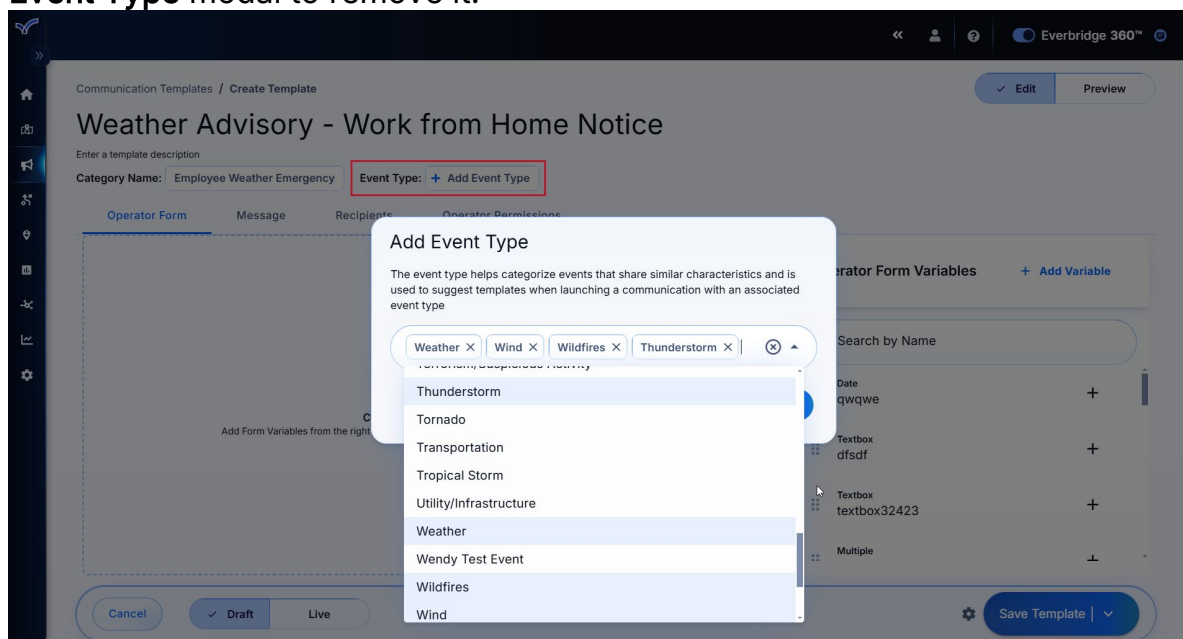 Event Type modal to remove it.
Everbridge 360™
Communication Templates / Create Template
Edit
Preview
Weather Advisory - Work from Home Notice
Enter a template description
Category Name: Employee Weather Emergency
Event Type: + Add Event Type
Operator Form
Message
Recipients
Operator Permissions
Add Event Type
The event type helps categorize events that share similar characteristics and is
used to suggest templates when launching a communication with an associated
event type
Weather
Wind
Wildfires
Thunderstorm
Terrorism/Suspicious Activity
Thunderstorm
Tornado
Transportation
Tropical Storm
Utility/Infrastructure
Weather
Wendy Test Event
Wildfires
Wind
Add Form Variables from the right
erator Form Variables
+ Add Variable
Search by Name
Date
qwqwe
Textbox
dfsdf
Textbox
textbox32423
Multiple
Cancel
Draft
Live
Save Template